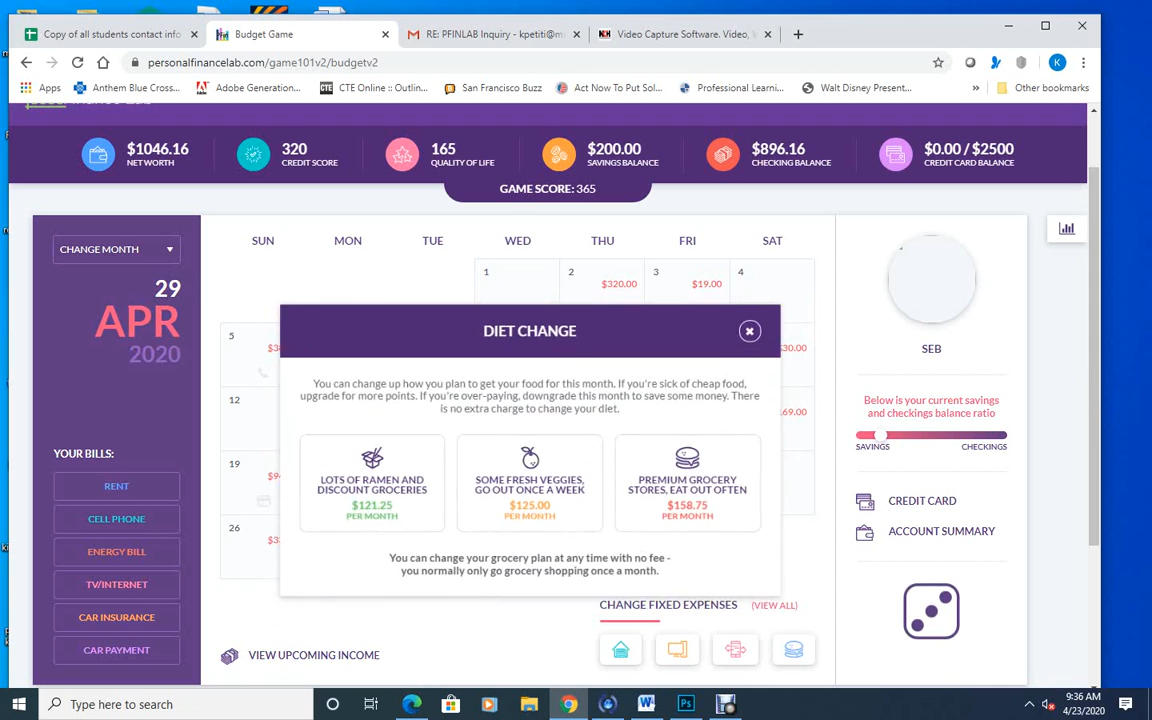 Copy of all students contact info
Budget Game
RE: PFINLAB Inquiry - kpetiti@m
Video Capture Software. Video, W
personalfinancelab.com/game101v2/budgetv2
K
Apps
Anthem Blue Cross...
Adobe Generation...
CTE Online :: Outlin...
San Francisco Buzz
Act Now To Put Sol...
Professional Learni...
Walt Disney Presen...
»
Other bookmarks
$1046.16
NET WORTH
320
CREDIT SCORE
165
QUALITY OF LIFE
$200.00
SAVINGS BALANCE
$896.16
CHECKING BALANCE
$0.00 / $2500
CREDIT CARD BALANCE
GAME SCORE: 365
CHANGE MONTH
29
APR
2020
YOUR BILLS:
RENT
CELL PHONE
ENERGY BILL
TV/INTERNET
CAR INSURANCE
CAR PAYMENT
SUN MON TUE WED THU FRI SAT
1 2 3 4
$320.00 $19.00
5
12
19
26
DIET CHANGE
You can change up how you plan to get your food for this month. If you're sick of cheap food,
upgrade for more points. If you're over-paying, downgrade this month to save some money. There
is no extra charge to change your diet.
LOTS OF RAMEN AND
DISCOUNT GROCERIES
$121.25
PER MONTH
SOME FRESH VEGGIES,
GO OUT ONCE A WEEK
$125.00
PER MONTH
PREMIUM GROCERY
STORES, EAT OUT OFTEN
$158.75
PER MONTH
You can change your grocery plan at any time with no fee -
you normally only go grocery shopping once a month.
CHANGE FIXED EXPENSES (VIEW ALL)
VIEW UPCOMING INCOME
SEB
Below is your current savings
and checkings balance ratio
SAVINGS CHECKINGS
CREDIT CARD
ACCOUNT SUMMARY
Type here to search
9:36 AM
4/23/2020